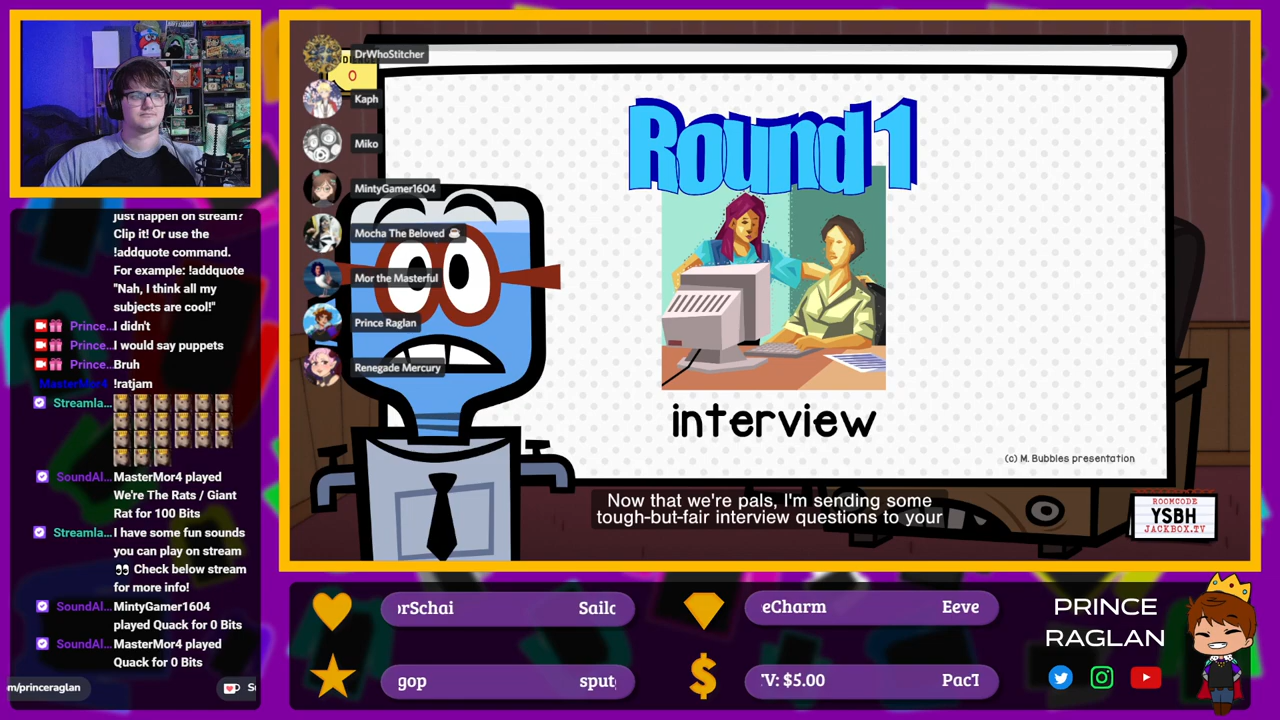 just happen on stream?
Clip it! Or use the
!addquote command.
For example: !addquote
"Nah, I think all my
subjects are cool!"
Prince... I didn't
Prince... I would say puppets
Prince... Bruh
MasterMor4 !ratjam
Streamla...
SoundAl... MasterMor4 played
We're The Rats / Giant
Rat for 100 Bits
Streamla... I have some fun sounds
you can play on stream
👀 Check below stream
for more info!
SoundAl... MintyGamer1604
played Quack for 0 Bits
SoundAl... MasterMor4 played
Quack for 0 Bits
m/princeraglan
DrWhoStitcher
0
Kaph
Miko
MintyGamer1604
Mocha The Beloved ☕
Mor the Masterful
Prince Raglan
Renegade Mercury
Round 1
interview
(c) M. Bubbles presentation
Now that we're pals, I'm sending some
tough-but-fair interview questions to your
ROOMCODE
YSBH
JACKBOX.TV
orSchai Sailc
eCharm Eeve
gop sput
V: $5.00 PacT
PRINCE
RAGLAN